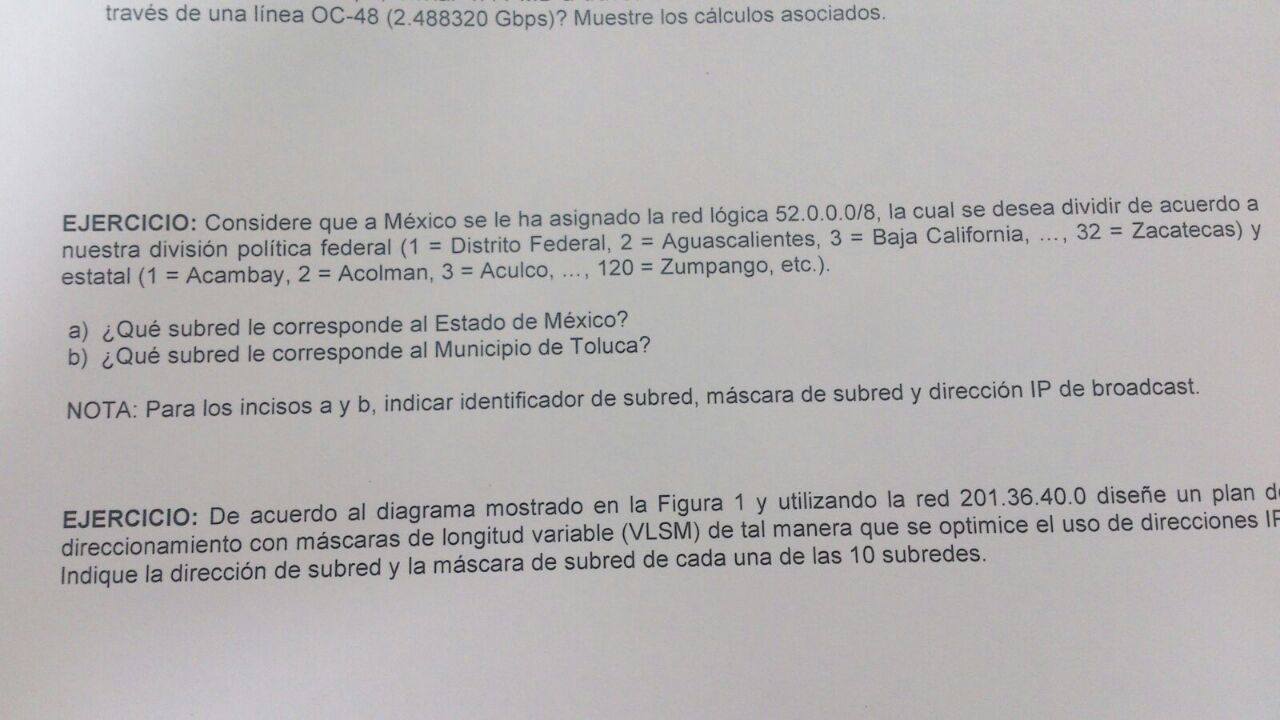 través de una línea OC-48 (2.488320 Gbps)? Muestre los cálculos asociados.
EJERCICIO: Considere que a México se le ha asignado la red lógica 52.0.0.0/8, la cual se desea dividir de acuerdo a
nuestra división política federal (1 = Distrito Federal, 2 = Aguascalientes, 3 = Baja California, ..., 32 = Zacatecas) y
estatal (1 = Acambay, 2 = Acolman, 3 = Aculco, ..., 120 = Zumpango, etc.).
a) ¿Qué subred le corresponde al Estado de México?
b) ¿Qué subred le corresponde al Municipio de Toluca?
NOTA: Para los incisos a y b, indicar identificador de subred, máscara de subred y dirección IP de broadcast.
EJERCICIO: De acuerdo al diagrama mostrado en la Figura 1 y utilizando la red 201.36.40.0 diseñe un plan de
direccionamiento con máscaras de longitud variable (VLSM) de tal manera que se optimice el uso de direcciones IP
Indique la dirección de subred y la máscara de subred de cada una de las 10 subredes.